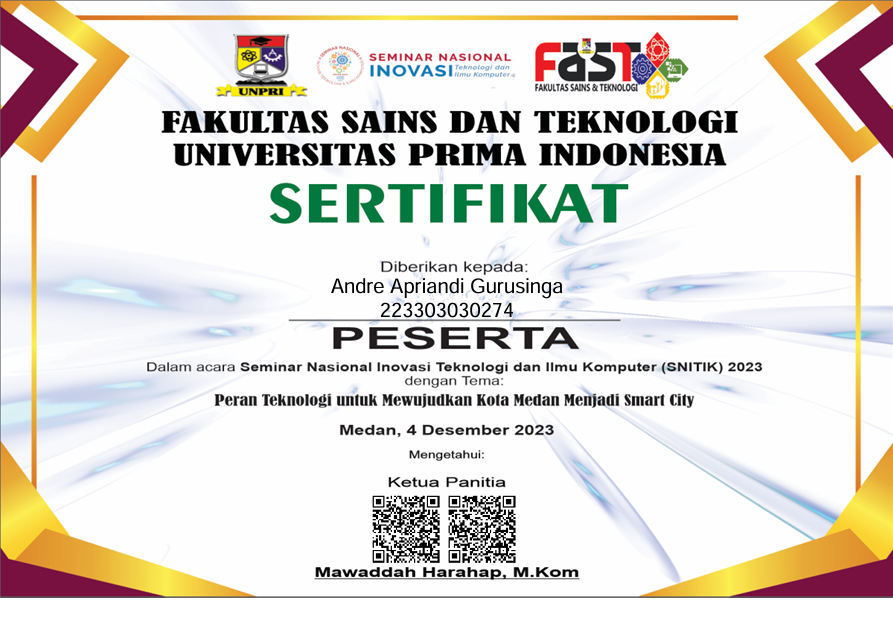 UNPRI
SEMINAR NASIONAL
INOVASI Teknologi dan
Ilmu Komputer
FAST
FAKULTAS SAINS & TEKNOLOGI
FAKULTAS SAINS DAN TEKNOLOGI
UNIVERSITAS PRIMA INDONESIA
SERTIFIKAT
Diberikan kepada:
Andre Apriandi Gurusinga
223303030274
PESERTA
Dalam acara Seminar Nasional Inovasi Teknologi dan Ilmu Komputer (SNITIK) 2023
dengan Tema:
Peran Teknologi untuk Mewujudkan Kota Medan Menjadi Smart City
Medan, 4 Desember 2023
Mengetahui:
Ketua Panitia
Mawaddah Harahap, M.Kom